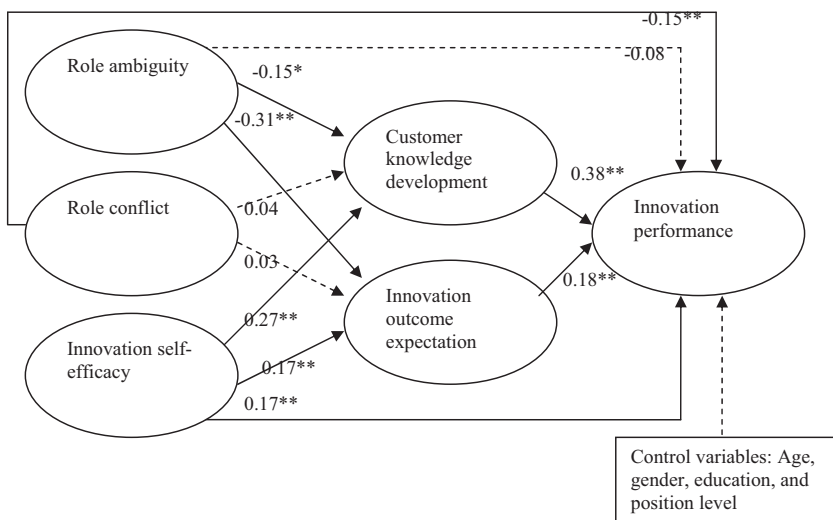 -0.15**
-0.08
Role ambiguity
-0.15*
-0.31**
Customer
knowledge
development
0.38**
Role conflict
0.04
0.03
Innovation
performance
Innovation
outcome
expectation
0.18**
0.27**
Innovation self-
efficacy
0.17**
0.17**
Control variables: Age,
gender, education, and
position level